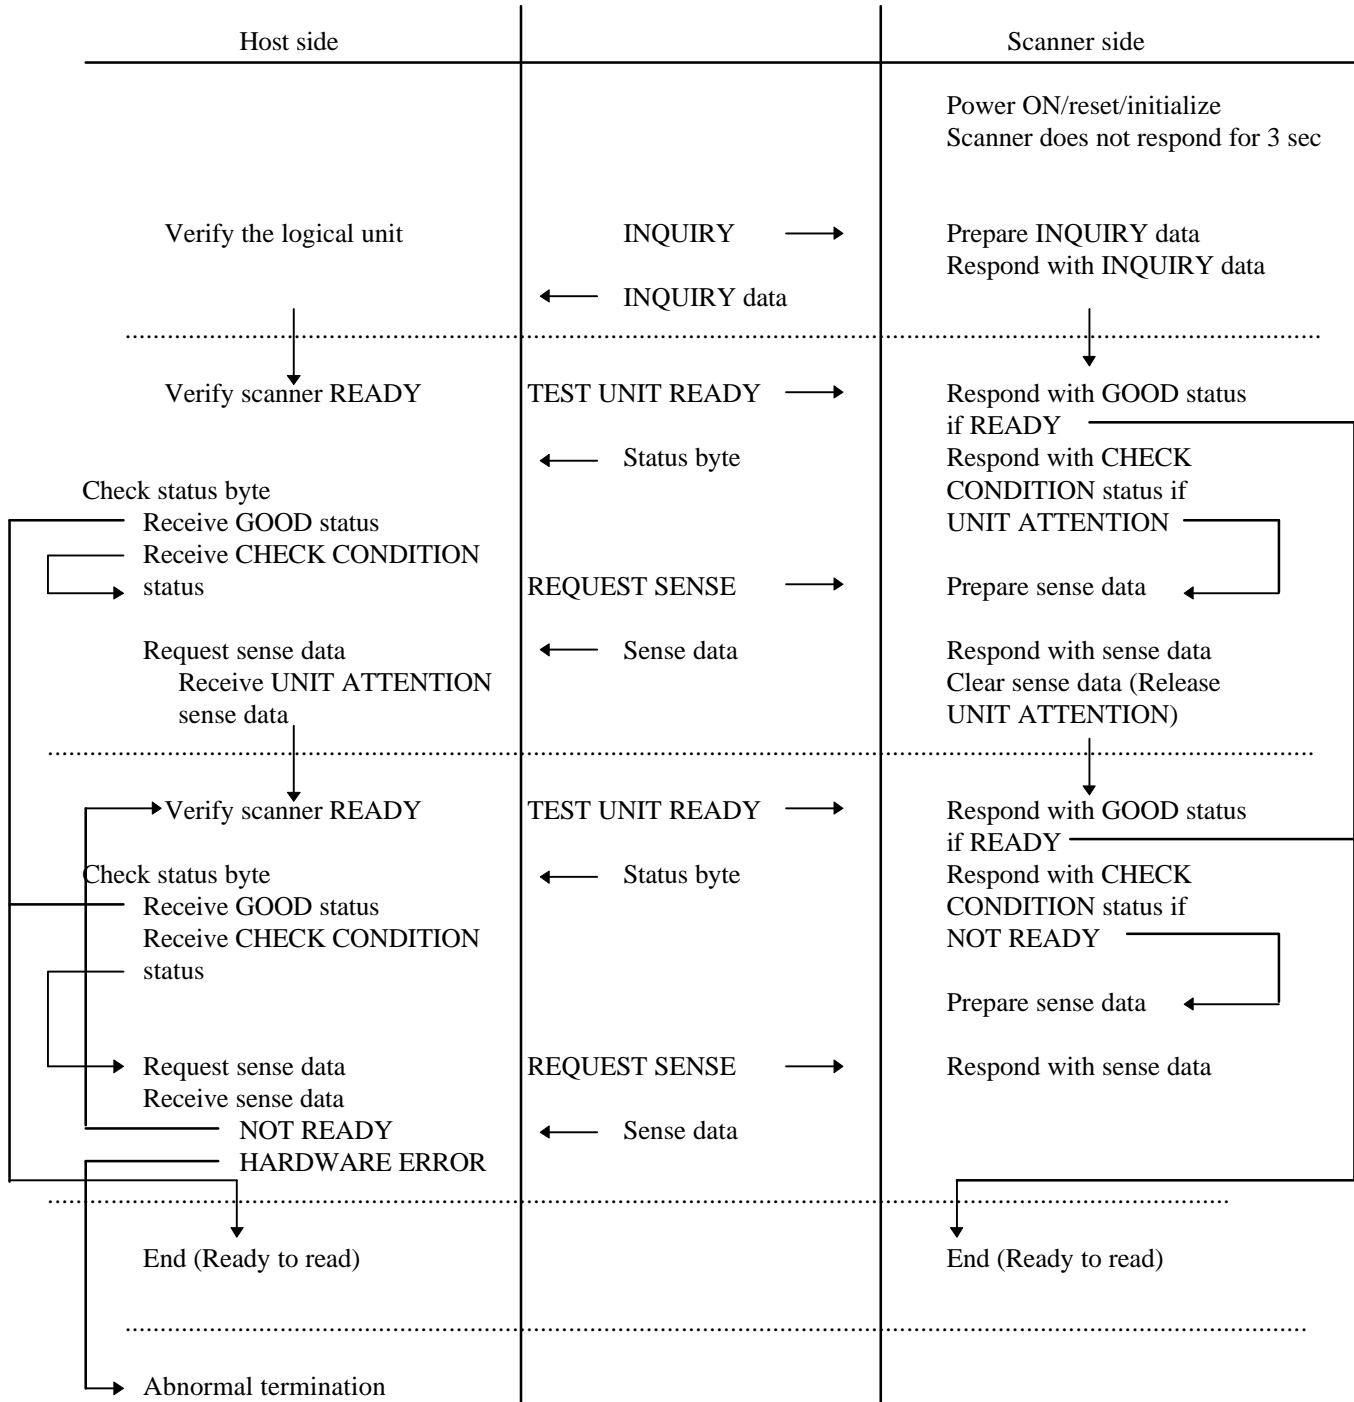 Host side
Scanner side
Power ON/reset/initialize
Scanner does not respond for 3 sec
Verify the logical unit
INQUIRY
Prepare INQUIRY data
Respond with INQUIRY data
INQUIRY data
Verify scanner READY
TEST UNIT READY
Respond with GOOD status
if READY
Status byte
Respond with CHECK
CONDITION status if
UNIT ATTENTION
Check status byte
Receive GOOD status
Receive CHECK CONDITION
status
REQUEST SENSE
Prepare sense data
Request sense data
Receive UNIT ATTENTION
sense data
Sense data
Respond with sense data
Clear sense data (Release
UNIT ATTENTION)
Verify scanner READY
TEST UNIT READY
Respond with GOOD status
if READY
Check status byte
Receive GOOD status
Receive CHECK CONDITION
status
Status byte
Respond with CHECK
CONDITION status if
NOT READY
Prepare sense data
Request sense data
Receive sense data
NOT READY
HARDWARE ERROR
REQUEST SENSE
Respond with sense data
Sense data
End (Ready to read)
End (Ready to read)
Abnormal termination